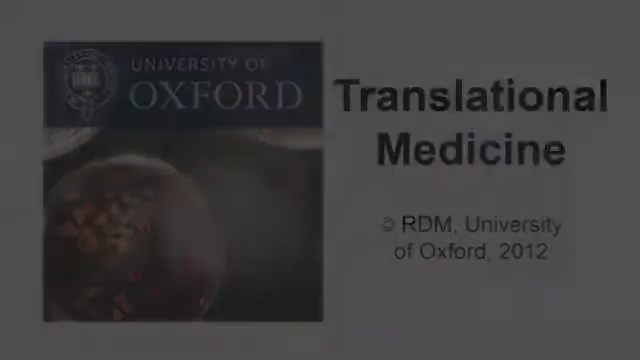 UNIVERSITY OF
OXFORD
Translational
Medicine
© RDM, University
of Oxford, 2012